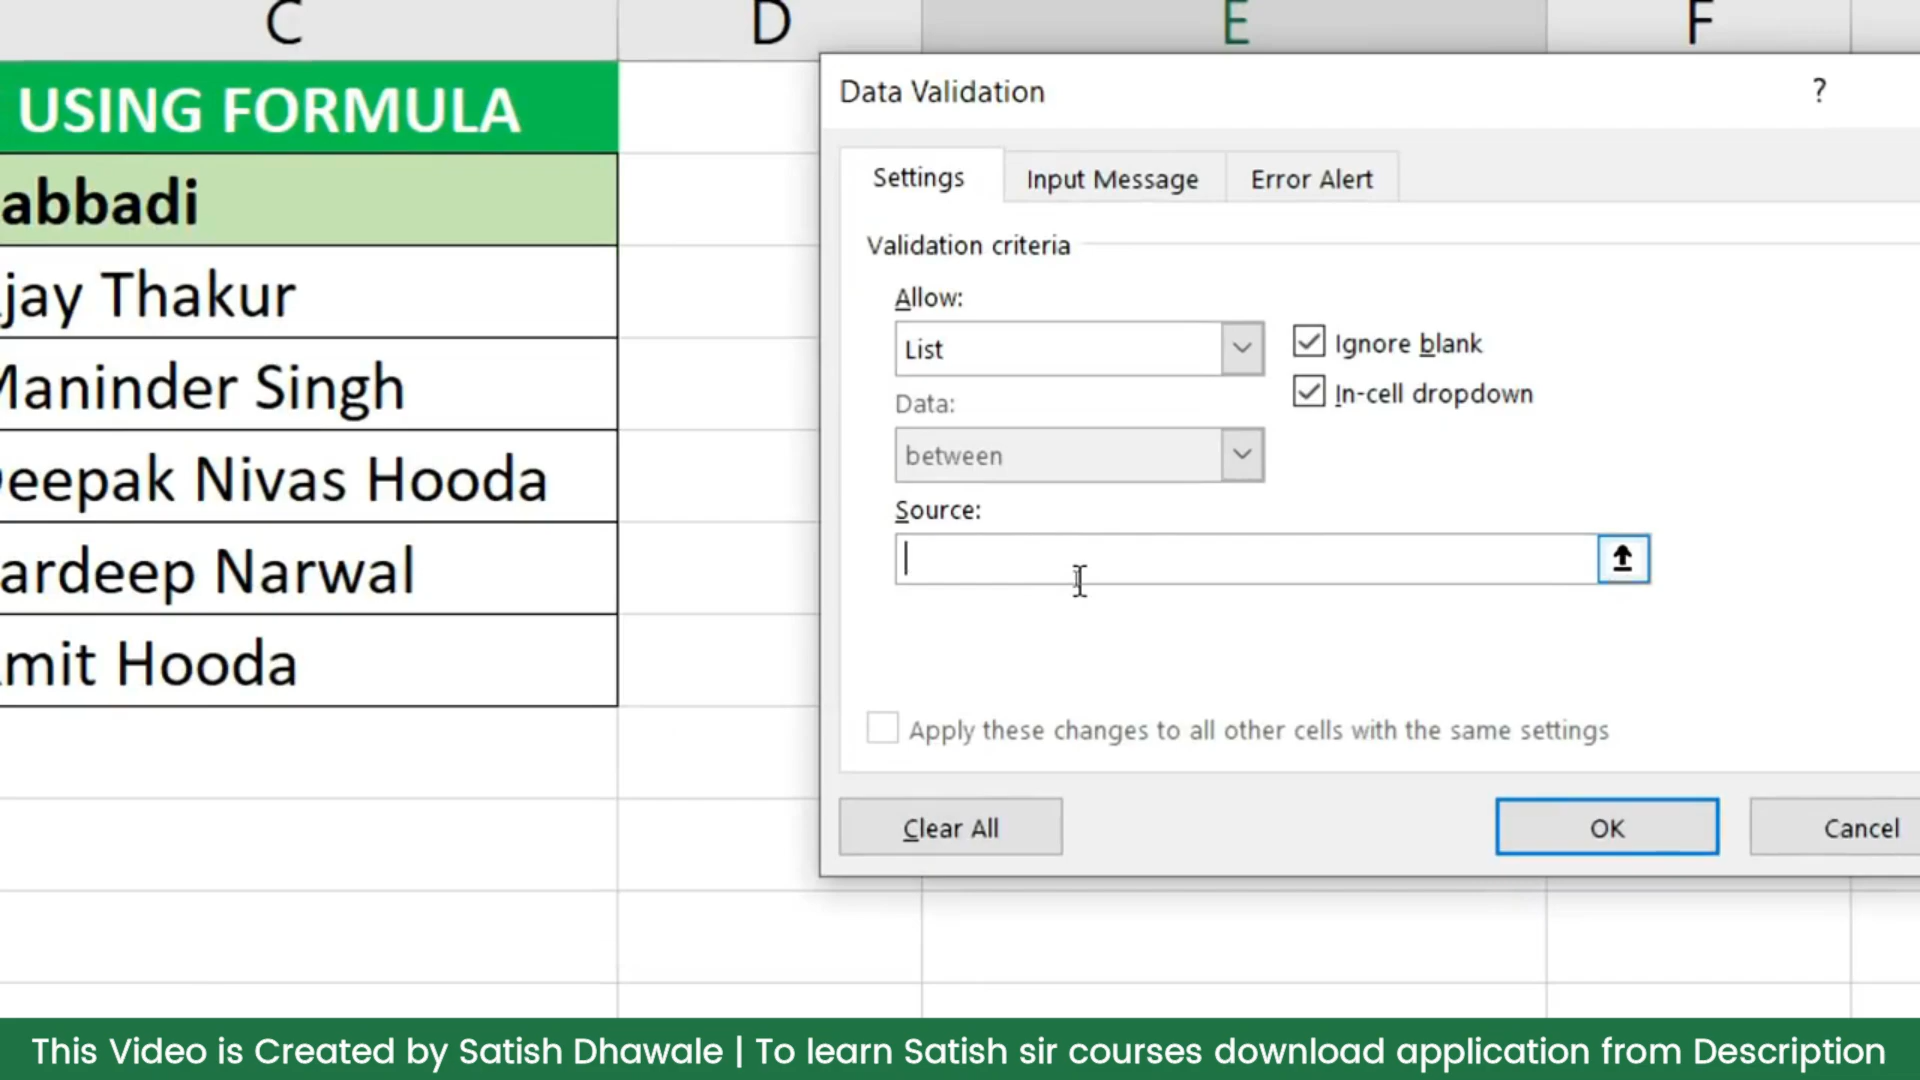 C D E F
USING FORMULA
abbadi
jay Thakur
Maninder Singh
Deepak Nivas Hooda
ardeep Narwal
mit Hooda
Data Validation ?
Settings Input Message Error Alert
Validation criteria
Allow:
List
Ignore blank
In-cell dropdown
Data:
between
Source:
Apply these changes to all other cells with the same settings
Clear All OK Cancel
This Video is Created by Satish Dhawale | To learn Satish sir courses download application from Description